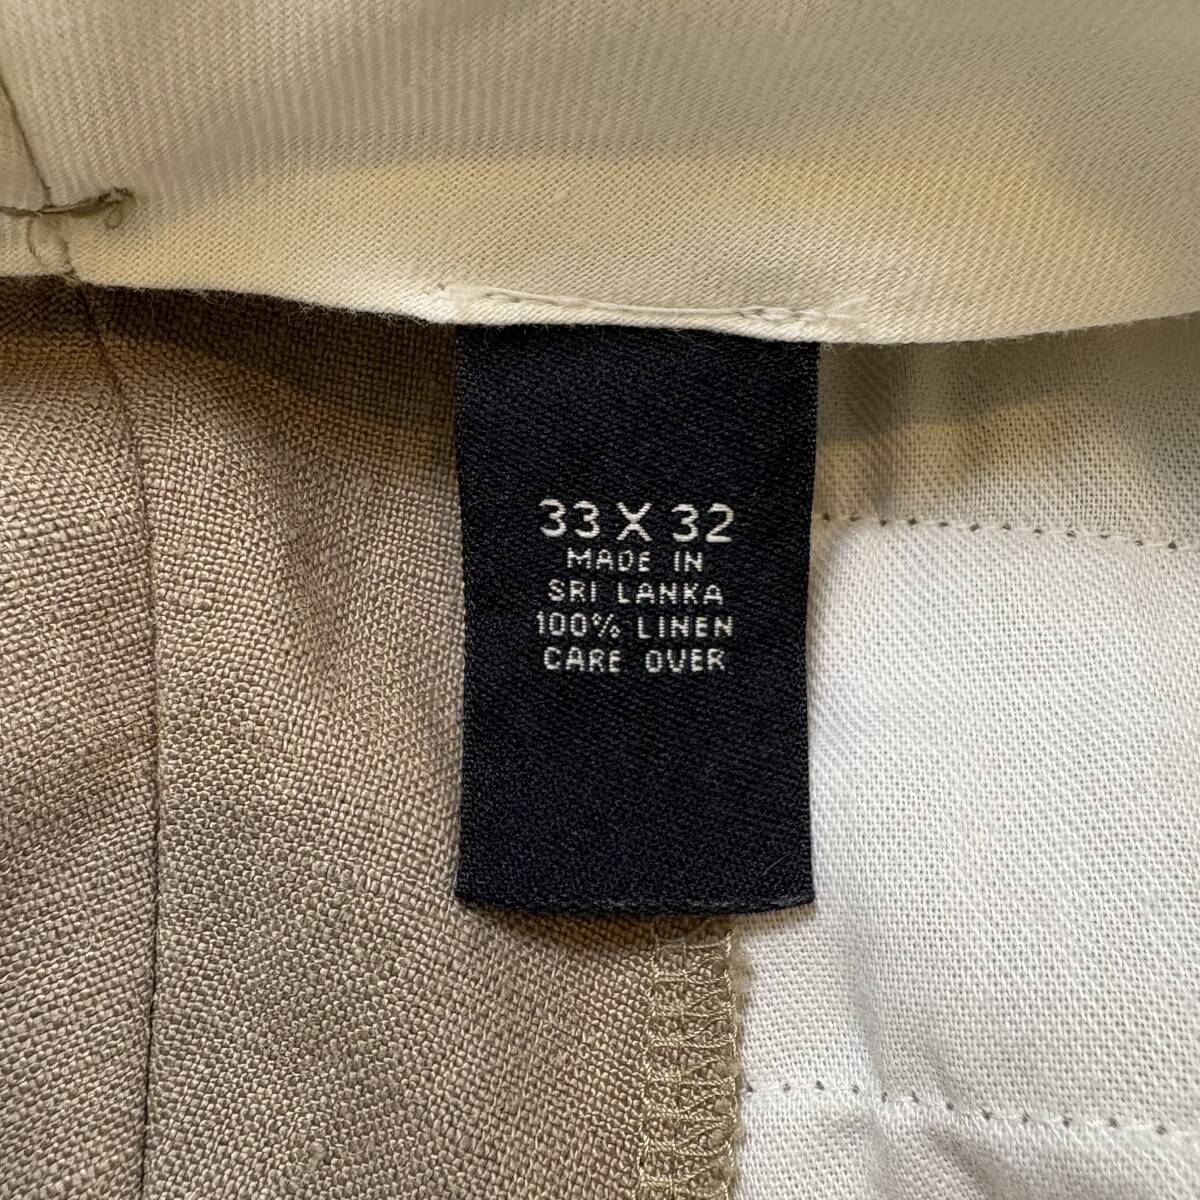 33 X 32
MADE IN
SRI LANKA
100% LINEN
CARE OVER